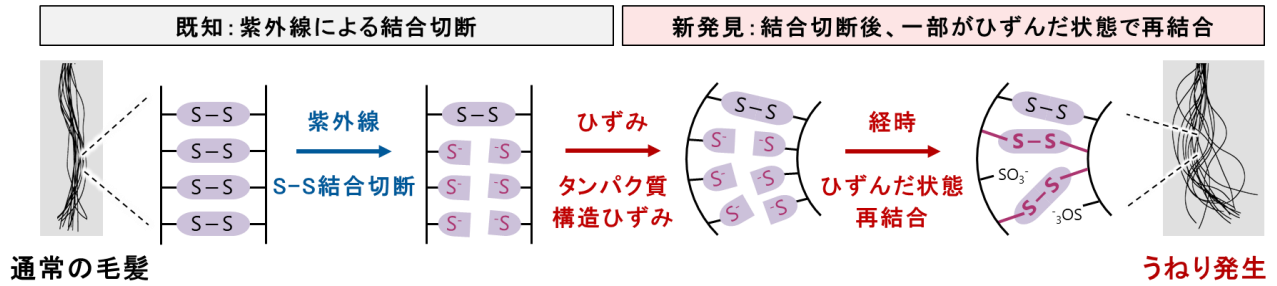 既知：紫外線による結合切断
新発見：結合切断後、一部がひずんだ状態で再結合
S－S
S－S
S－S
S－S
紫外線
S-S結合切断
S－S
S⁻ ⁻S
S⁻ ⁻S
S⁻ ⁻S
ひずみ
タンパク質
構造ひずみ
S－S
S⁻ ⁻S
S⁻ ⁻S
S⁻ ⁻S
経時
ひずんだ状態
再結合
S－S
S－S
SO₃⁻
S－S
⁻₃OS
通常の毛髪
うねり発生